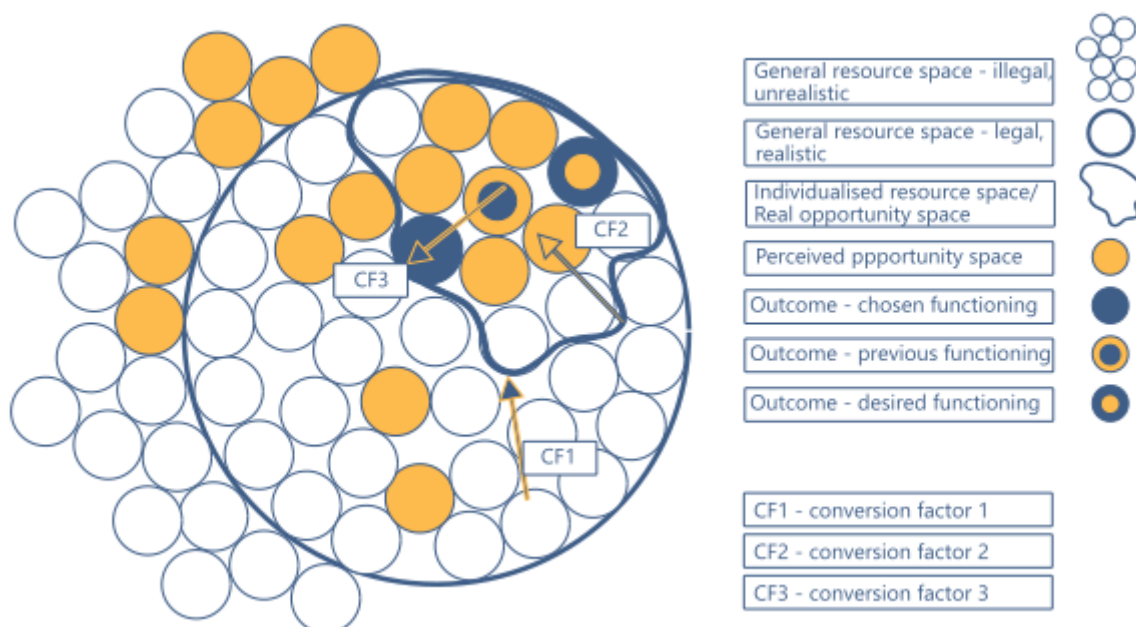 General resource space - illegal,
unrealistic
General resource space - legal,
realistic
Individualised resource space/
Real opportunity space
Perceived ppportunity space
Outcome - chosen functioning
Outcome - previous functioning
Outcome - desired functioning
CF2
CF3
CF1
CF1 - conversion factor 1
CF2 - conversion factor 2
CF3 - conversion factor 3